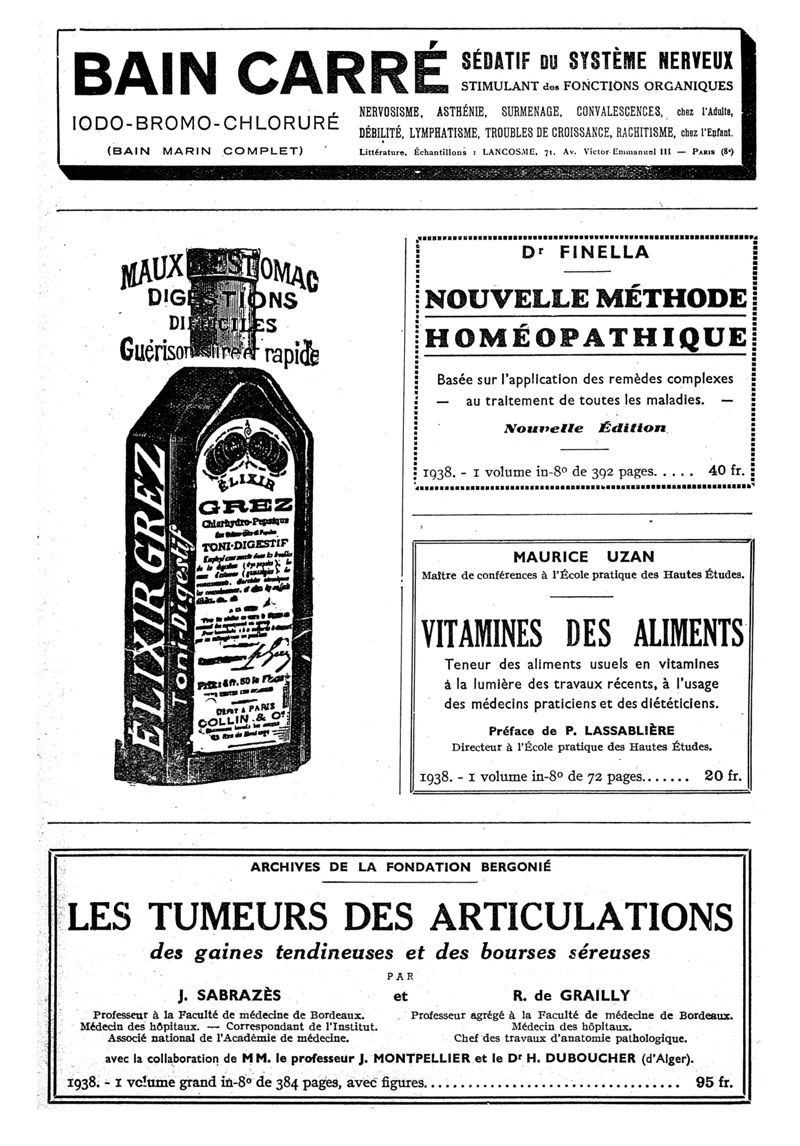 BAIN CARRÉ
IODO-BROMO-CHLORURÉ
(BAIN MARIN COMPLET)
SÉDATIF DU SYSTÈME NERVEUX
STIMULANT des FONCTIONS ORGANIQUES
NERVOSISME, ASTHÉNIE, SURMENAGE, CONVALESCENCES, chez l'Adulte,
DÉBILITÉ, LYMPHATISME, TROUBLES DE CROISSANCE, RACHITISME, chez l'Enfant.
Littérature, Échantillons : LANCOSME, 71, Av. Victor-Emmanuel III — PARIS (8e)
MAUX D'ESTOMAC
DIGESTIONS
DIFFICILES
Guérison sûre et rapide
ÉLIXIR GREZ
Toni-Digestif
ÉLIXIR
GREZ
Chlorhydro-Pepsique
TONI-DIGESTIF
DÉPOT A PARIS
COLLIN & Cie
Dr FINELLA
NOUVELLE MÉTHODE
HOMÉOPATHIQUE
Basée sur l'application des remèdes complexes
— au traitement de toutes les maladies. —
Nouvelle Édition
1938. - 1 volume in-8º de 392 pages. .... 40 fr.
MAURICE UZAN
Maître de conférences à l'École pratique des Hautes Études.
VITAMINES DES ALIMENTS
Teneur des aliments usuels en vitamines
à la lumière des travaux récents, à l'usage
des médecins praticiens et des diététiciens.
Préface de P. LASSABLIÈRE
Directeur à l'École pratique des Hautes Études.
1938. - 1 volume in-8º de 72 pages....... 20 fr.
ARCHIVES DE LA FONDATION BERGONIÉ
LES TUMEURS DES ARTICULATIONS
des gaines tendineuses et des bourses séreuses
PAR
J. SABRAZÈS et R. de GRAILLY
Professeur à la Faculté de médecine de Bordeaux.
Médecin des hôpitaux. — Correspondant de l'Institut.
Associé national de l'Académie de médecine.
Professeur agrégé à la Faculté de médecine de Bordeaux.
Médecin des hôpitaux.
Chef des travaux d'anatomie pathologique.
avec la collaboration de MM. le professeur J. MONTPELLIER et le Dr H. DUBOUCHER (d'Alger).
1938. - 1 volume grand in-8º de 384 pages, avec figures................................ 95 fr.